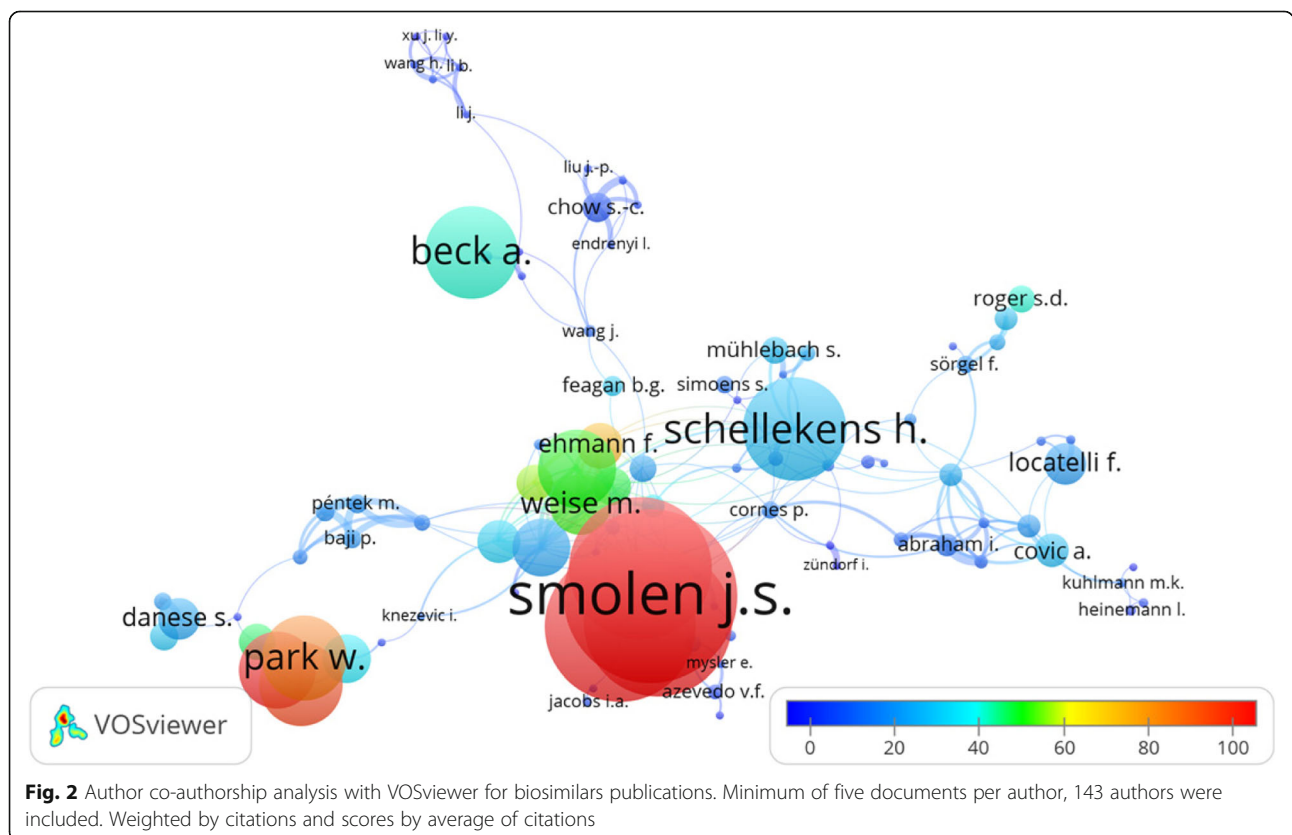 xu j. li y.
wang h. li b.
li j.
liu j.-p.
chow s.-c.
endrenyi l.
beck a.
wang j.
roger s.d.
mühlebach s.
sörgel f.
feagan b.g.
simoens s.
schellekens h.
ehmann f.
locatelli f.
weise m.
péntek m.
cornes p.
baji p.
abraham i.
covic a.
zündorf i.
kuhlmann m.k.
smolen j.s.
heinemann l.
danese s.
knezevic i.
park w.
mysler e.
jacobs i.a.
azevedo v.f.
VOSviewer
0 20 40 60 80 100
Fig. 2 Author co-authorship analysis with VOSviewer for biosimilars publications. Minimum of five documents per author, 143 authors were
included. Weighted by citations and scores by average of citations